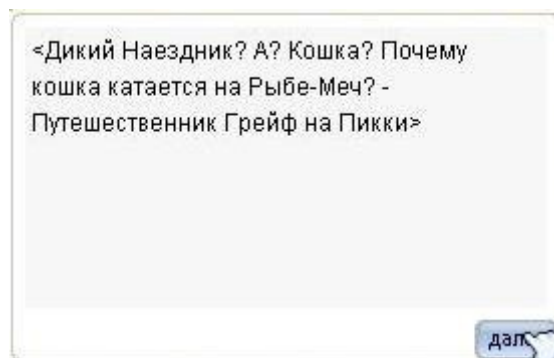 <Дикий Наездник? А? Кошка? Почему
кошка катается на Рыбе-Меч? -
Путешественник Грейф на Пикки>